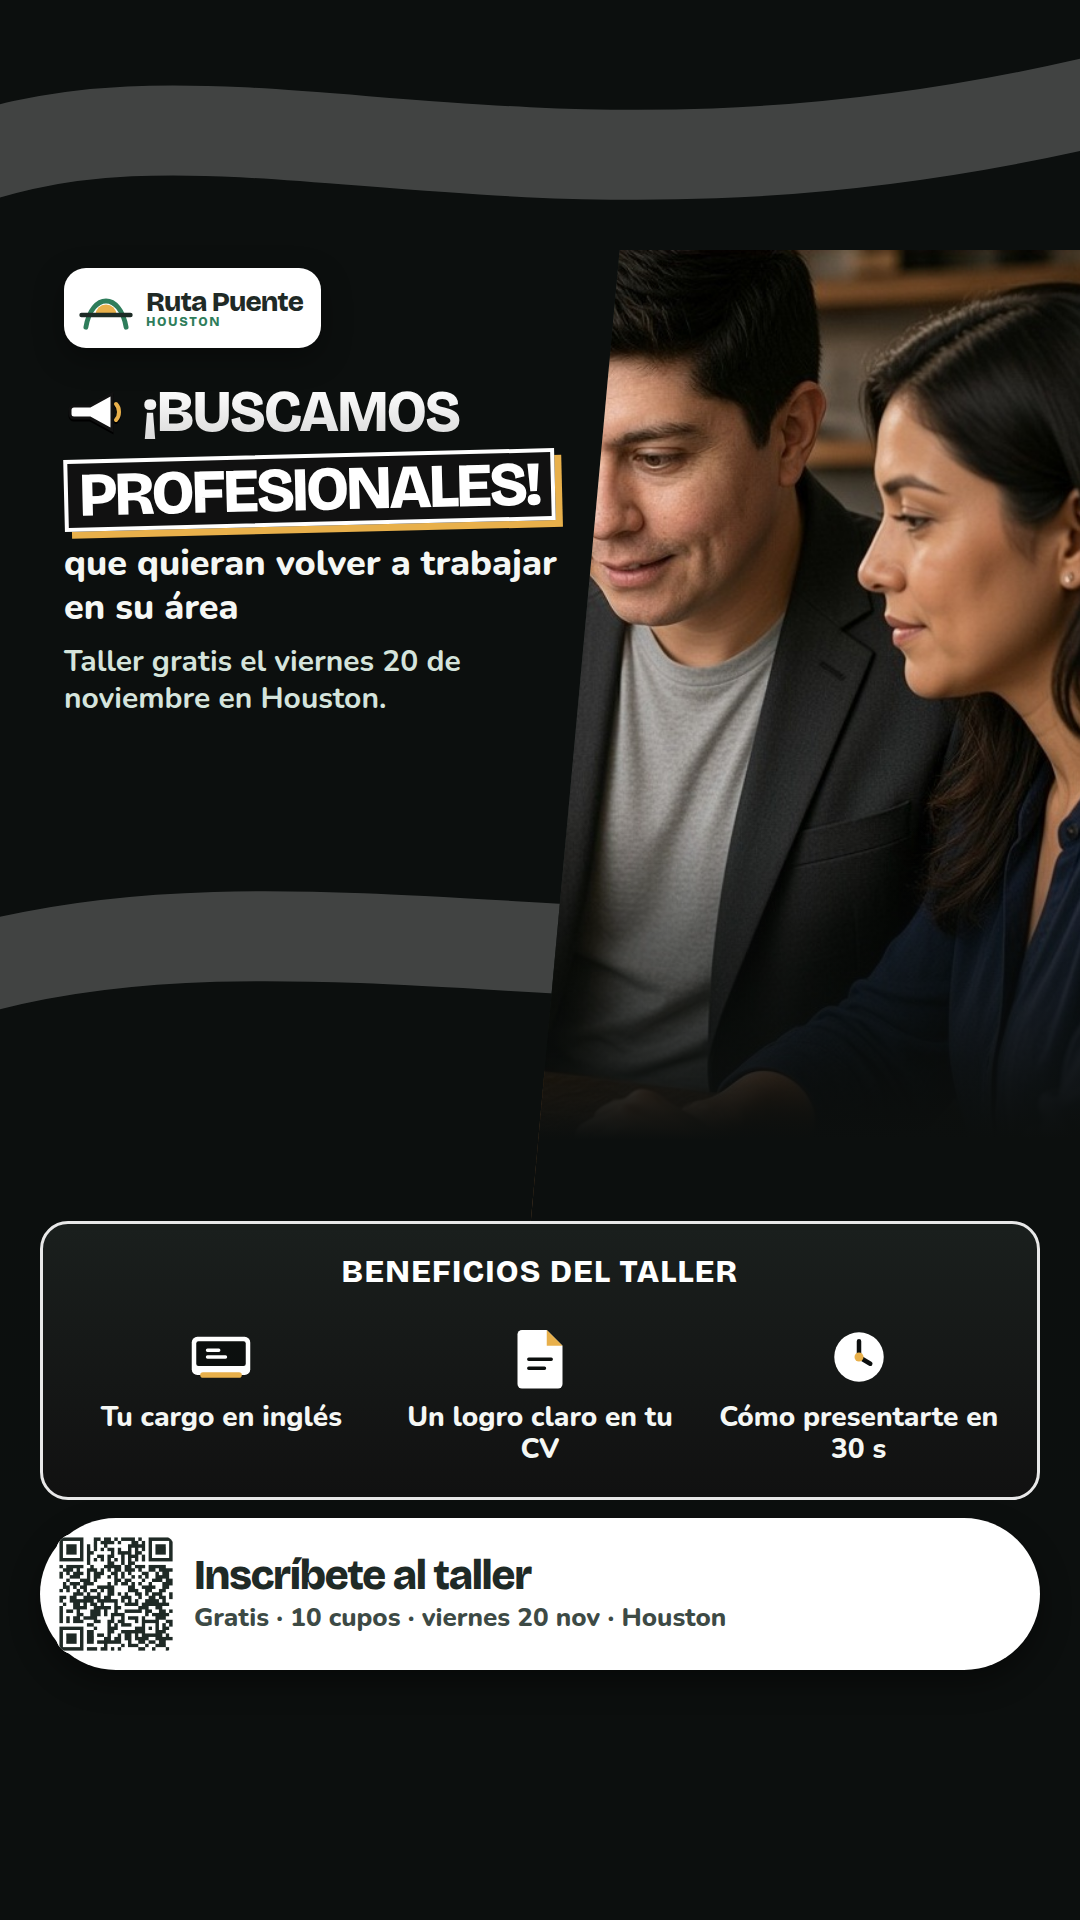 Ruta Puente
HOUSTON
¡BUSCAMOS
PROFESIONALES!
que quieran volver a trabajar
en su área
Taller gratis el viernes 20 de
noviembre en Houston.
BENEFICIOS DEL TALLER
Tu cargo en inglés
Un logro claro en tu
CV
Cómo presentarte en
30 s
Inscríbete al taller
Gratis · 10 cupos · viernes 20 nov · Houston